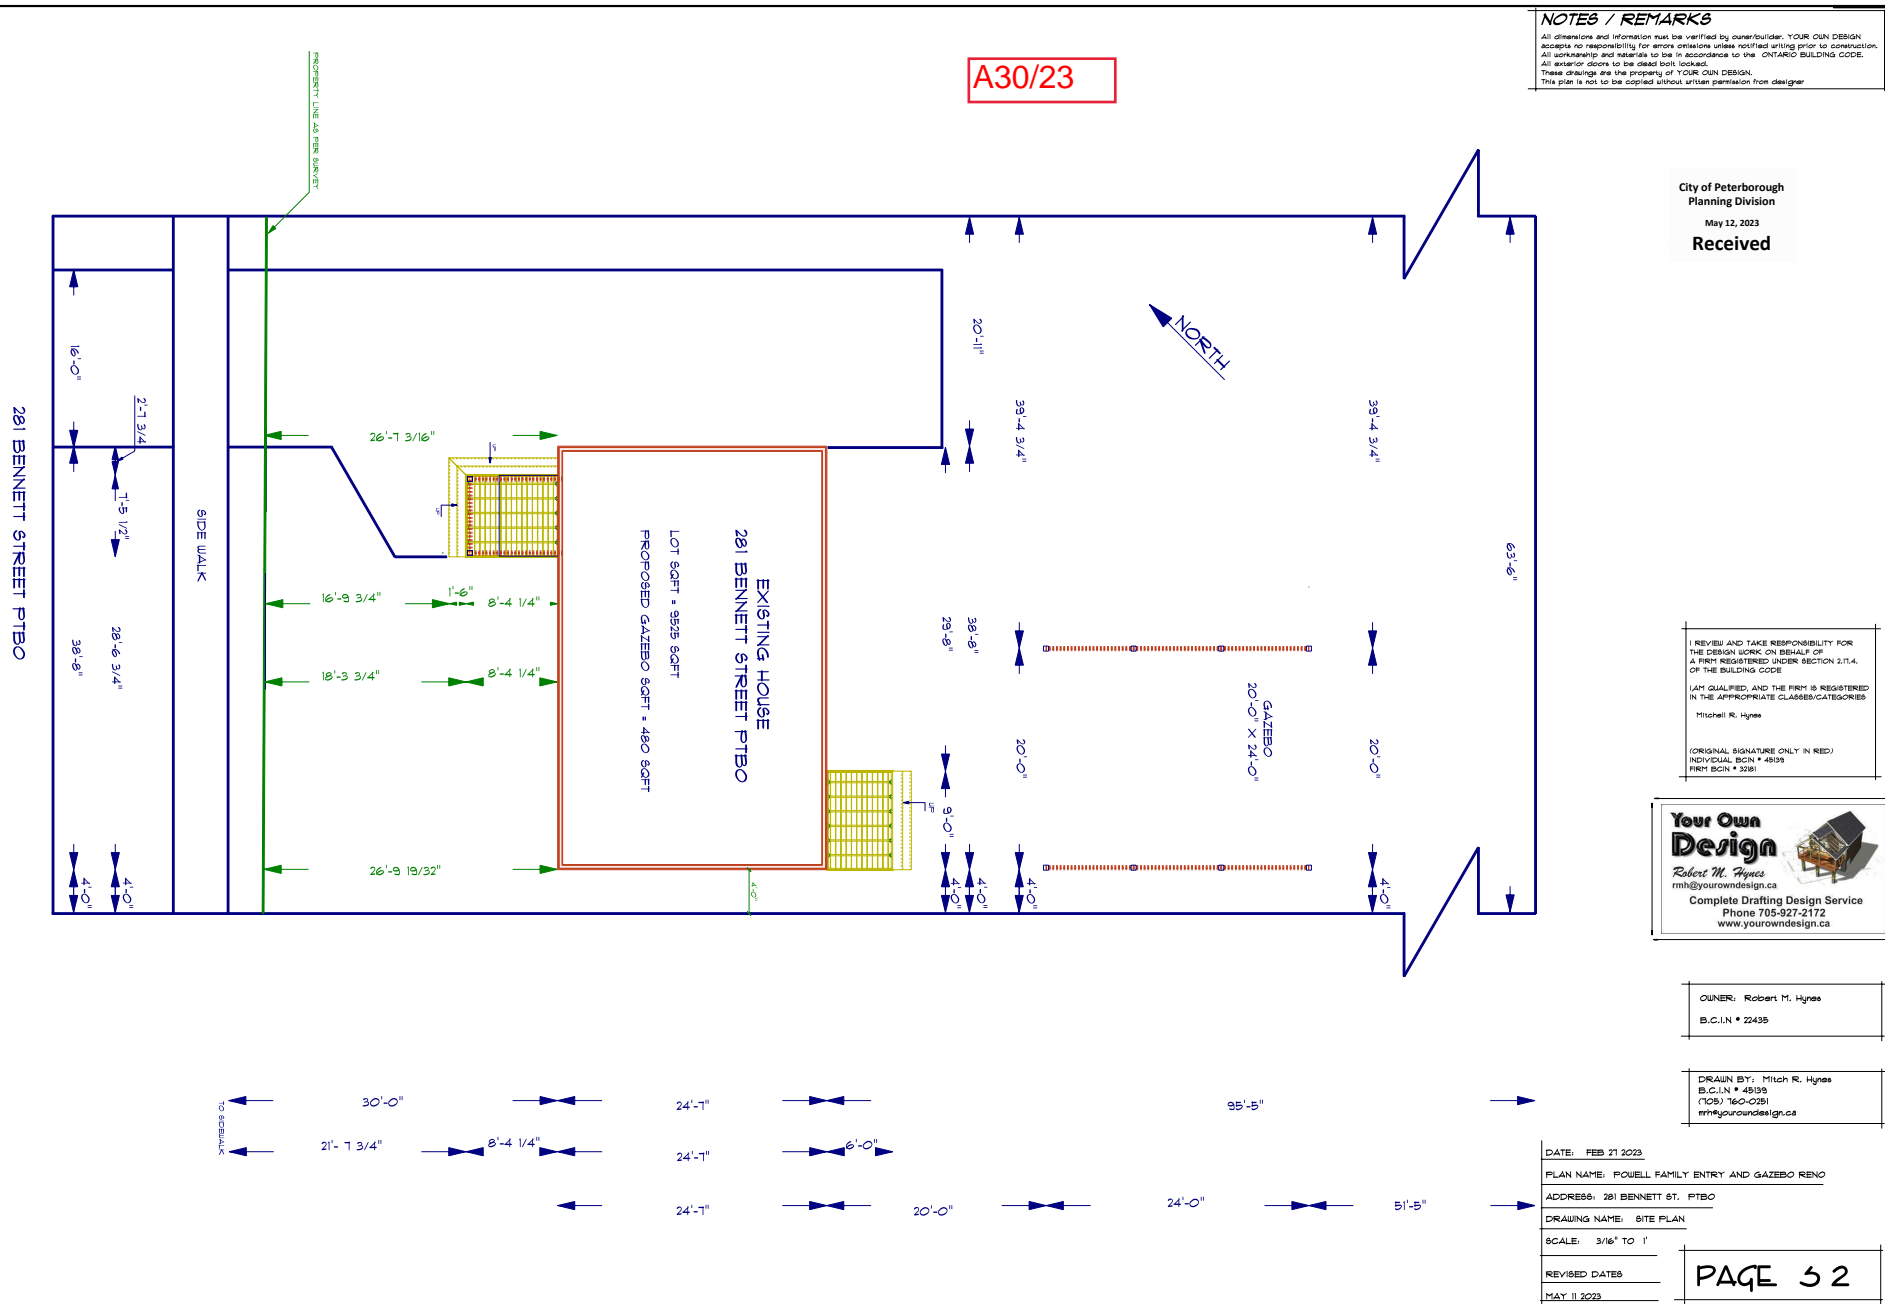 NOTES / REMARKS
All dimensions and information must be verified by owner/builder. YOUR OWN DESIGN
accepts no responsibility for errors omissions unless notified writing prior to construction.
All workmanship and materials to be in accordance to the ONTARIO BUILDING CODE.
All exterior doors to be dead bolt locked.
These drawings are the property of YOUR OWN DESIGN.
This plan is not to be copied without written permission from designer
A30/23
City of Peterborough
Planning Division
May 12, 2023
Received
PROPERTY LINE AS PER SURVEY
NORTH
281 BENNETT STREET PTBO
SIDE WALK
16'-0"
2'-7 3/4
7'-5 1/2"
38'-8"
28'-6 3/4"
4'-0"
4'-0"
26'-7 3/16"
16'-9 3/4"
1'-6"
8'-4 1/4"
18'-3 3/4"
8'-4 1/4"
26'-9 19/32"
4'-0"
UP
UP
EXISTING HOUSE
281 BENNETT STREET PTBO
LOT SQFT = 9525 SQFT
PROPOSED GAZEBO SQFT = 480 SQFT
UP
20'-11"
39'-4 3/4"
39'-4 3/4"
63'-6"
29'-8"
38'-8"
9'-0"
20'-0"
20'-0"
GAZEBO
20'-0" X 24'-0"
4'-0"
4'-0"
4'-0"
4'-0"
I REVIEW AND TAKE RESPONSIBILITY FOR
THE DESIGN WORK ON BEHALF OF
A FIRM REGISTERED UNDER SECTION 2.17.4.
OF THE BUILDING CODE
I,AM QUALIFIED, AND THE FIRM IS REGISTERED
IN THE APPROPRIATE CLASSES/CATEGORIES
Mitchell R. Hynes
(ORIGINAL SIGNATURE ONLY IN RED)
INDIVIDUAL BCIN # 45139
FIRM BCIN # 32181
Your Own
Design
Robert M. Hynes
rmh@yourowndesign.ca
Complete Drafting Design Service
Phone 705-927-2172
www.yourowndesign.ca
OWNER: Robert M. Hynes
B.C.I.N # 22435
DRAWN BY: Mitch R. Hynes
B.C.I.N # 45139
(705) 760-0251
mrh@yourowndesign.ca
TO SIDEWALK
30'-0"
24'-7"
95'-5"
21'- 7 3/4"
8'-4 1/4"
24'-7"
6'-0"
24'-7"
20'-0"
24'-0"
51'-5"
DATE: FEB 27 2023
PLAN NAME: POWELL FAMILY ENTRY AND GAZEBO RENO
ADDRESS: 281 BENNETT ST. PTBO
DRAWING NAME: SITE PLAN
SCALE: 3/16" TO 1'
REVISED DATES
MAY 11 2023
PAGE S 2